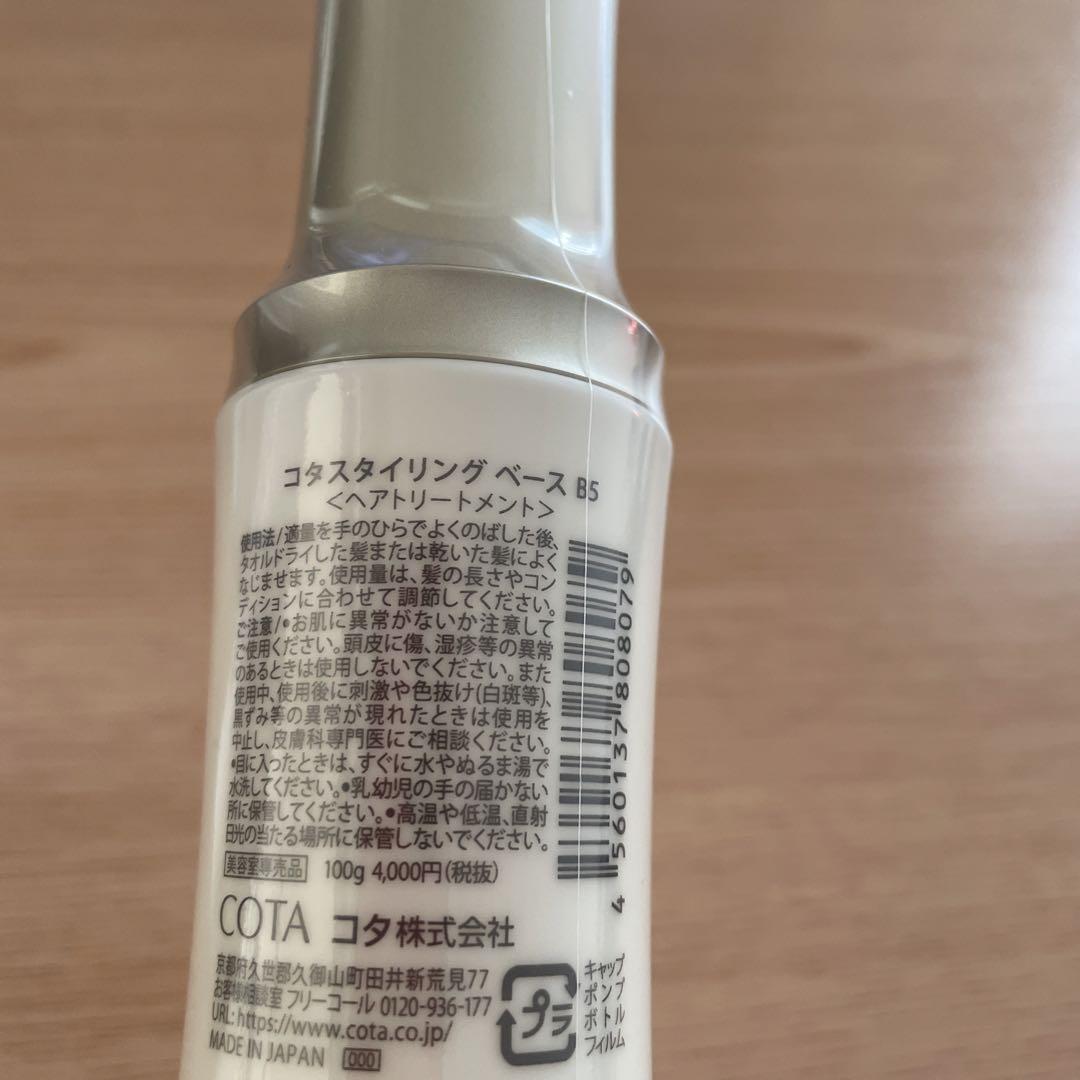 コタスタイリング ベース B5
<ヘアトリートメント>
使用法/適量を手のひらでよくのばした後、
タオルドライした髪または乾いた髪によく
なじませます。使用量は、髪の長さやコン
ディションに合わせて調節してください。
ご注意/•お肌に異常がないか注意して
ご使用ください。頭皮に傷、湿疹等の異常
のあるときは使用しないでください。また
使用中、使用後に刺激や色抜け(白斑等)、
黒ずみ等の異常が現れたときは使用を
中止し、皮膚科専門医にご相談ください。
•目に入ったときは、すぐに水やぬるま湯で
水洗してください。•乳幼児の手の届かない
所に保管してください。•高温や低温、直射
日光の当たる場所に保管しないでください。
美容室専売品 100g 4,000円(税抜)
COTA コタ株式会社
京都府久世郡久御山町田井新荒見77
お客様相談室 フリーコール 0120-936-177
URL: https://www.cota.co.jp/
MADE IN JAPAN 000
4 560137 808079
プラ
キャップ
ポンプ
ボトル
フィルム